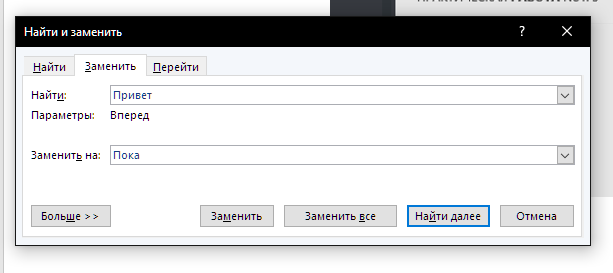 Найти и заменить
Найти Заменить Перейти
Найти: Привет
Параметры: Вперед
Заменить на: Пока
Больше >> Заменить Заменить все Найти далее Отмена